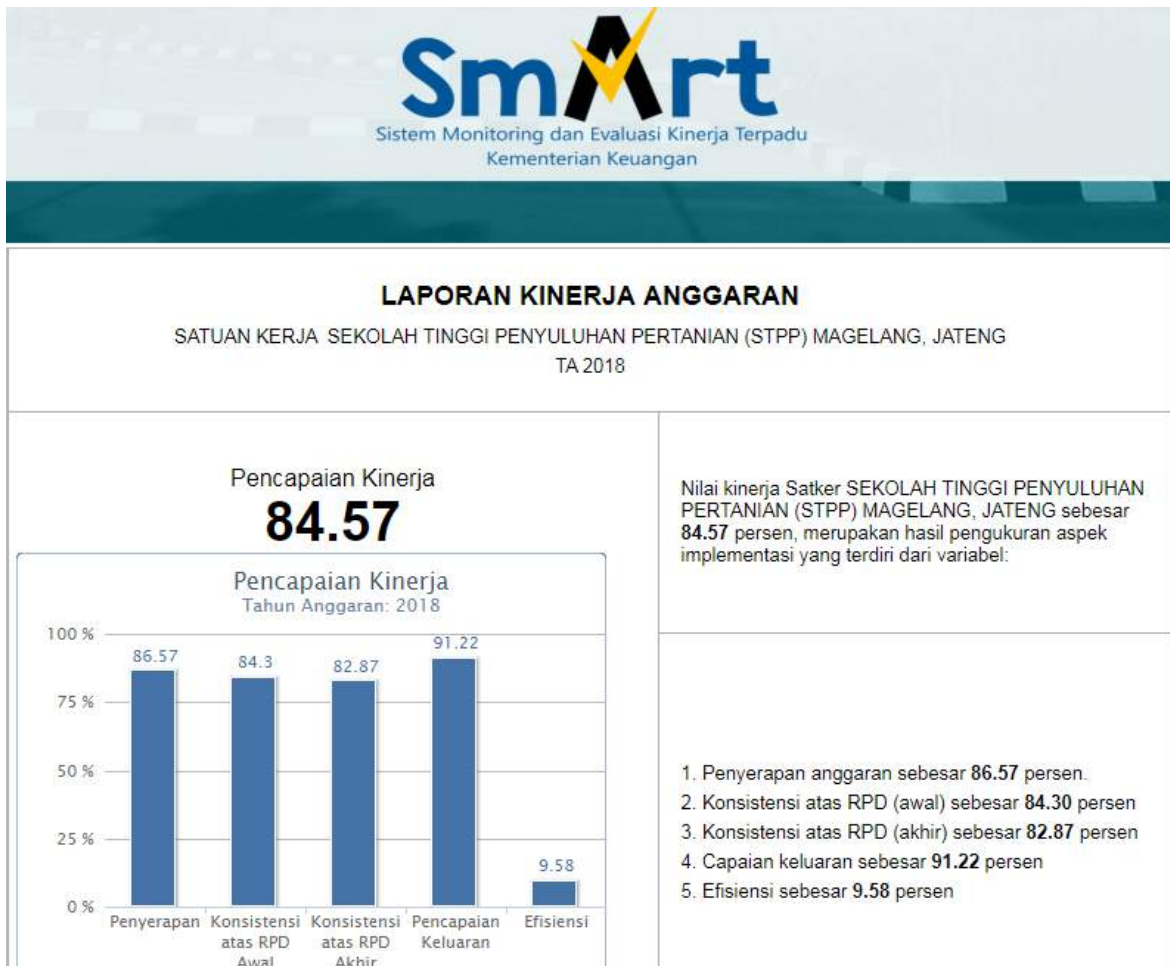 SmArt
Sistem Monitoring dan Evaluasi Kinerja Terpadu
Kementerian Keuangan
LAPORAN KINERJA ANGGARAN
SATUAN KERJA SEKOLAH TINGGI PENYULUHAN PERTANIAN (STPP) MAGELANG, JATENG
TA 2018
Pencapaian Kinerja
84.57
Pencapaian Kinerja
Tahun Anggaran: 2018
100 %
75 %
50 %
25 %
0 %
86.57
84.3
82.87
91.22
9.58
Penyerapan
Konsistensi
atas RPD
Awal
Konsistensi
atas RPD
Akhir
Pencapaian
Keluaran
Efisiensi
Nilai kinerja Satker SEKOLAH TINGGI PENYULUHAN
PERTANIAN (STPP) MAGELANG, JATENG sebesar
84.57 persen, merupakan hasil pengukuran aspek
implementasi yang terdiri dari variabel:
1. Penyerapan anggaran sebesar 86.57 persen.
2. Konsistensi atas RPD (awal) sebesar 84.30 persen
3. Konsistensi atas RPD (akhir) sebesar 82.87 persen
4. Capaian keluaran sebesar 91.22 persen
5. Efisiensi sebesar 9.58 persen